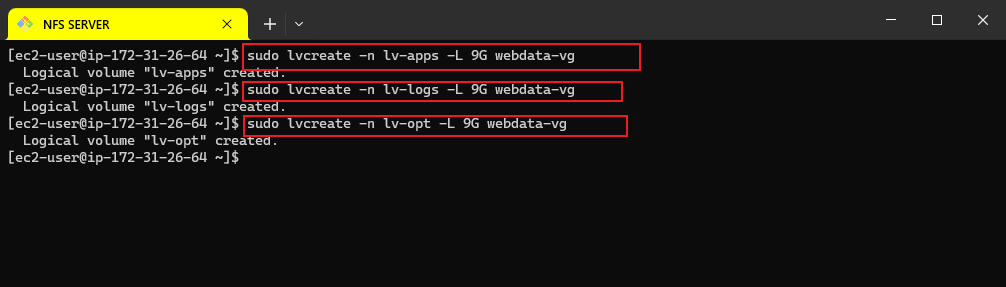 NFS SERVER
[ec2-user@ip-172-31-26-64 ~]$ sudo lvcreate -n lv-apps -L 9G webdata-vg
  Logical volume "lv-apps" created.
[ec2-user@ip-172-31-26-64 ~]$ sudo lvcreate -n lv-logs -L 9G webdata-vg
  Logical volume "lv-logs" created.
[ec2-user@ip-172-31-26-64 ~]$ sudo lvcreate -n lv-opt -L 9G webdata-vg
  Logical volume "lv-opt" created.
[ec2-user@ip-172-31-26-64 ~]$